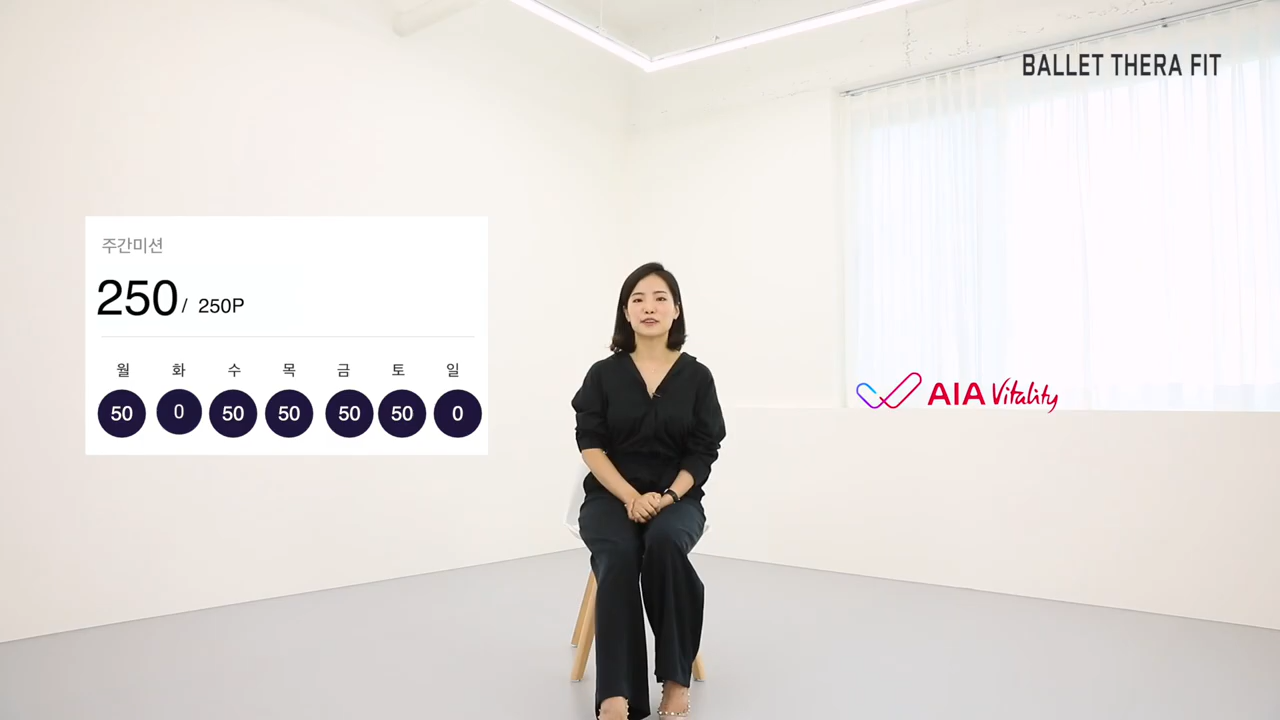 BALLET THERA FIT
주간미션
250/ 250P
월 화 수 목 금 토 일
50 0 50 50 50 50 0
AIA Vitality